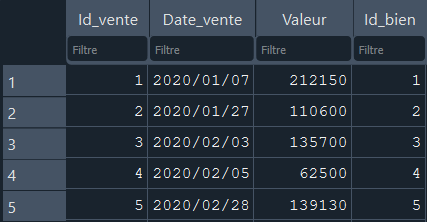 Id_vente Date_vente Valeur Id_bien
Filtre Filtre Filtre Filtre
1 1 2020/01/07 212150 1
2 2 2020/01/27 110600 2
3 3 2020/02/03 135700 3
4 4 2020/02/05 62500 4
5 5 2020/02/28 139130 5